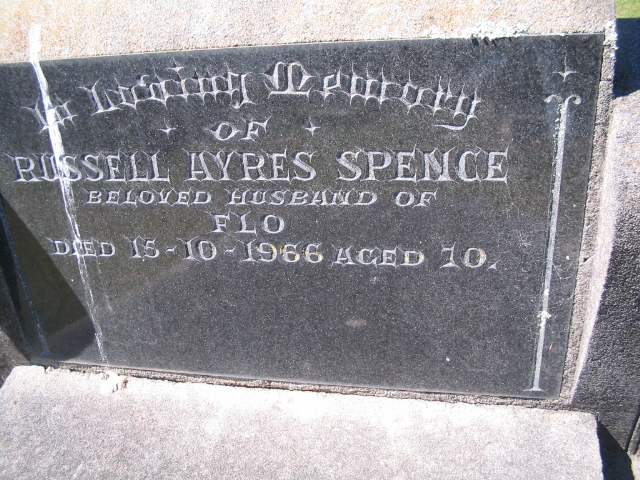 In Loving Memory
OF
RUSSELL AYRES SPENCE
BELOVED HUSBAND OF
FLO
DIED 15-10-1966 AGED 70.